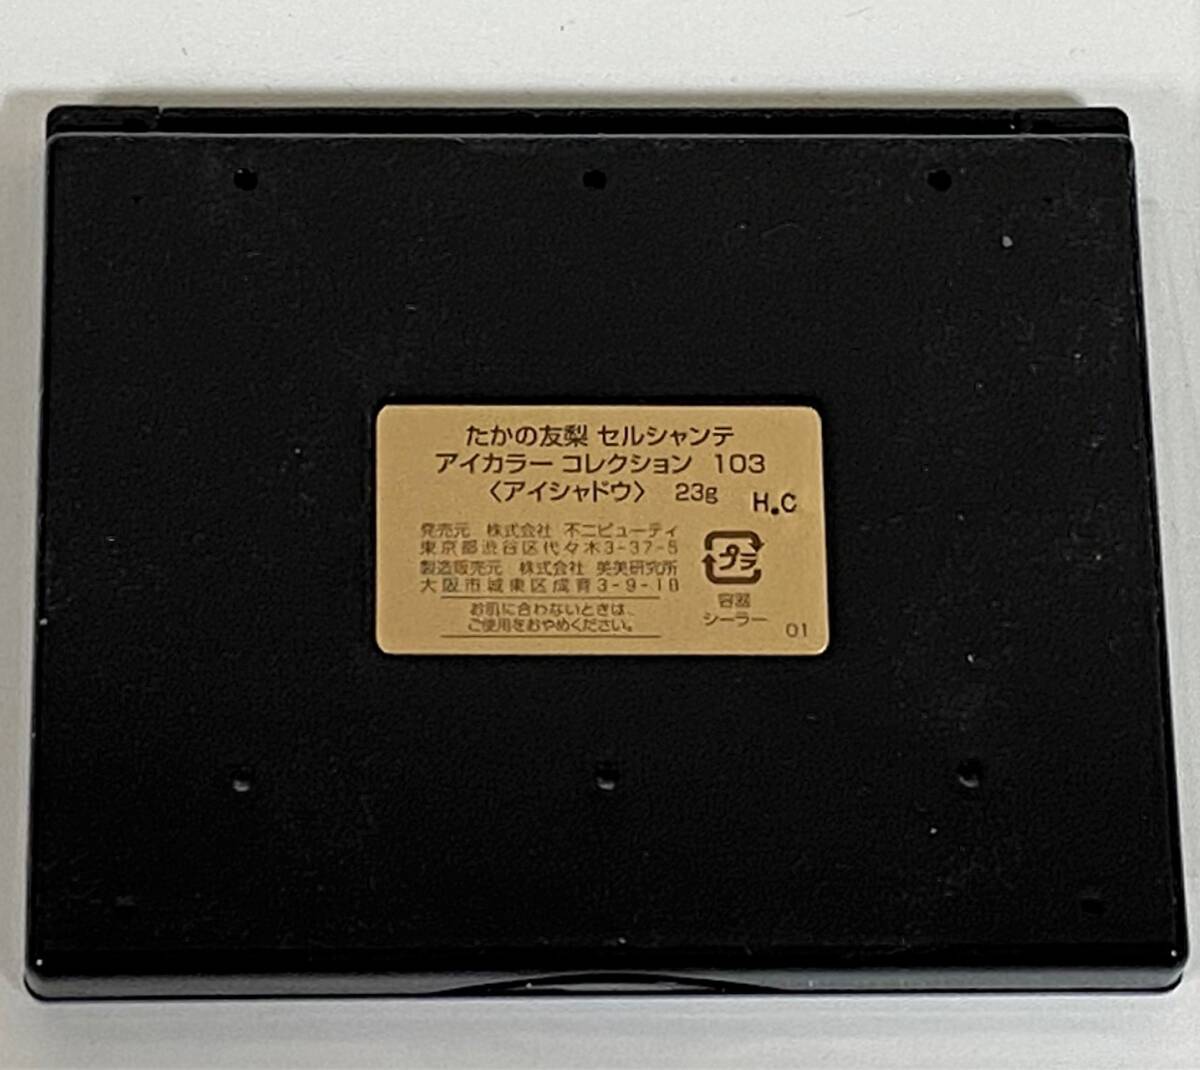 たかの友梨 セルシャンテ
アイカラー コレクション 103
〈アイシャドウ〉 23g H.C
発売元 株式会社 不二ビューティ
東京都渋谷区代々木3-37-5
製造販売元 株式会社 美美研究所
大阪市城東区成育3-9-18
お肌に合わないときは、
ご使用をおやめください。
プラ
容器
シーラー
01